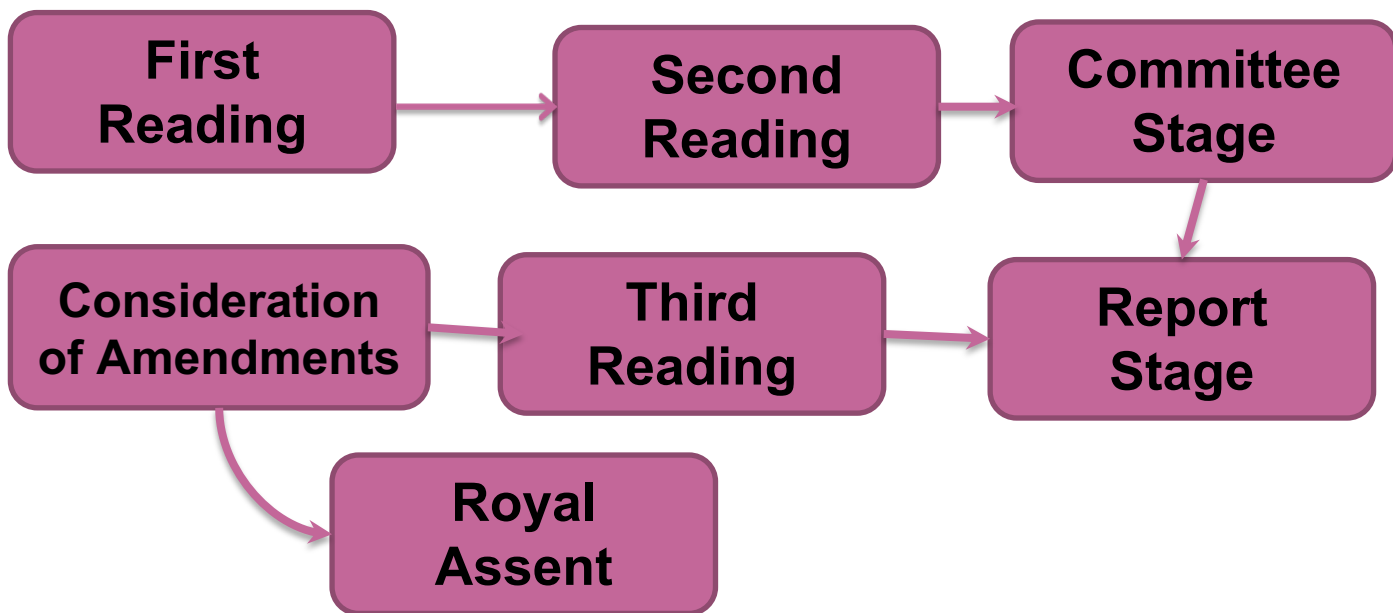 First
Reading
Second
Reading
Committee
Stage
Consideration
of Amendments
Third
Reading
Report
Stage
Royal
Assent